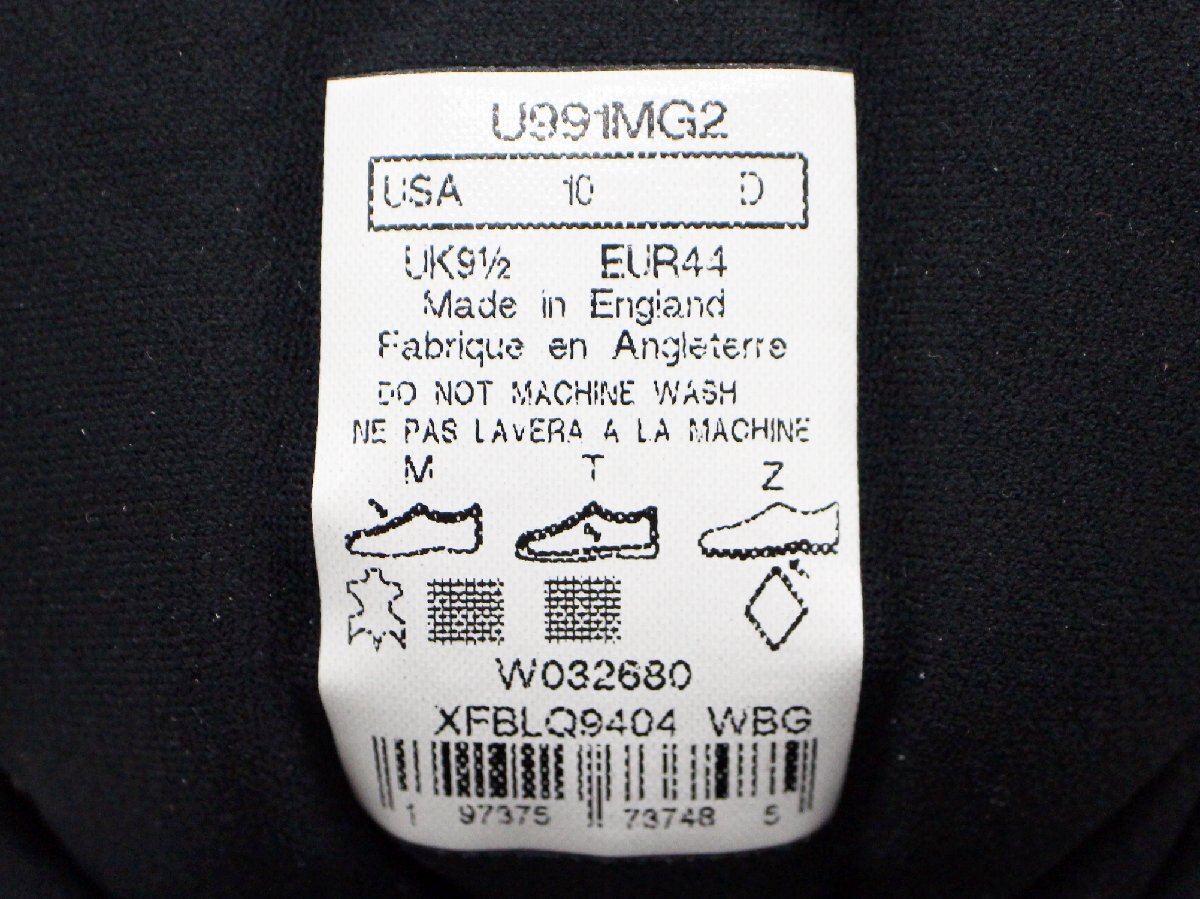 U991MG2
USA 10 D
UK9½ EUR44
Made in England
Fabrique en Angleterre
DO NOT MACHINE WASH
NE PAS LAVERA A LA MACHINE
M T Z
W032680
XFBLQ9404 WBG
1 97375 73748 5